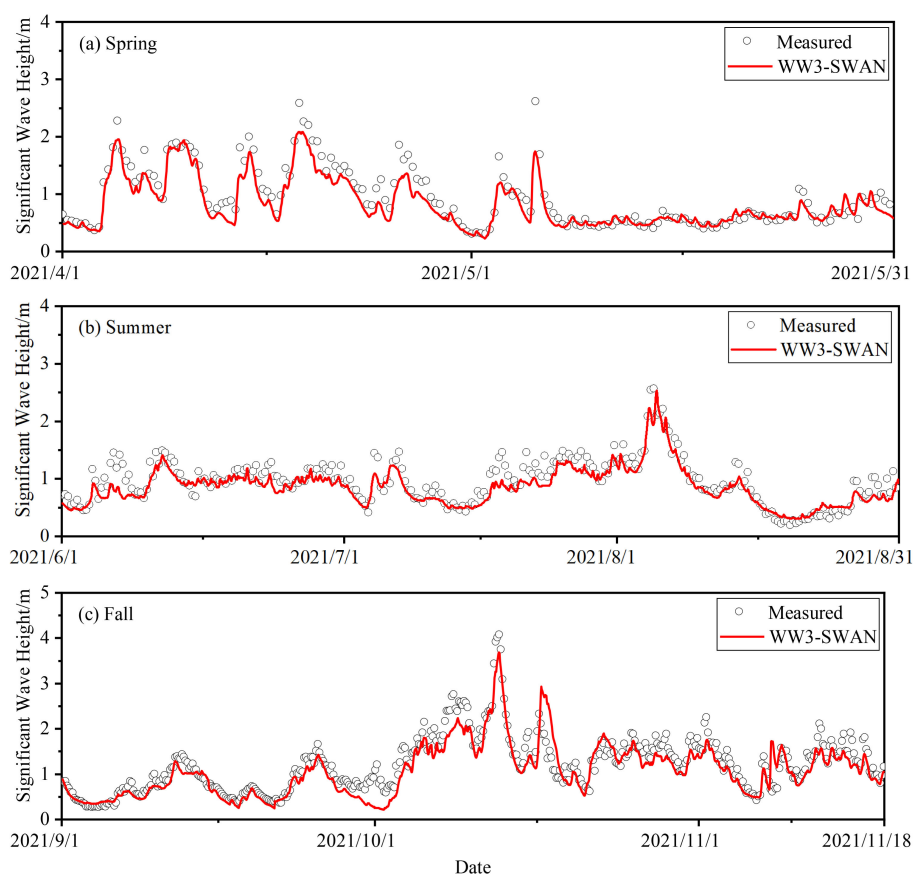 (a) Spring
Measured
WW3-SWAN
Significant Wave Height/m
4
3
2
1
0
2021/4/1
2021/5/1
2021/5/31
(b) Summer
Measured
WW3-SWAN
Significant Wave Height/m
4
3
2
1
0
2021/6/1
2021/7/1
2021/8/1
2021/8/31
(c) Fall
Measured
WW3-SWAN
Significant Wave Height/m
5
4
3
2
1
0
2021/9/1
2021/10/1
2021/11/1
2021/11/18
Date